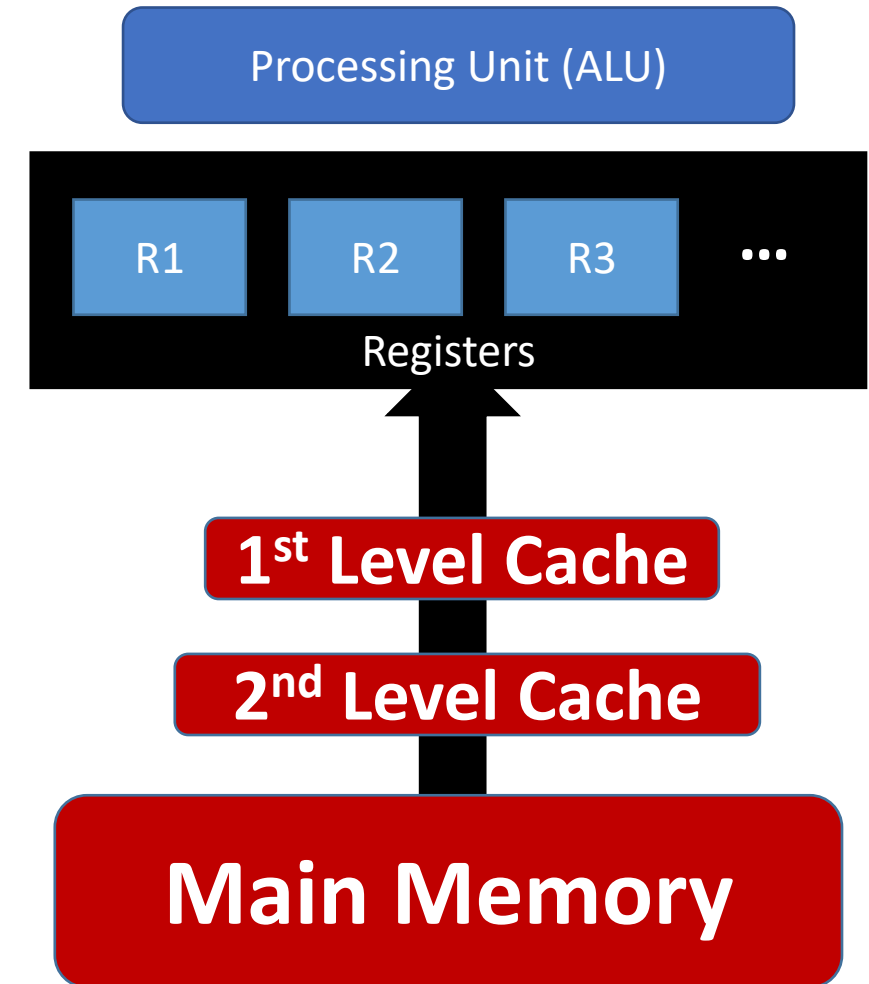 Processing Unit (ALU)
R1 R2 R3 ...
Registers
1st Level Cache
2nd Level Cache
Main Memory